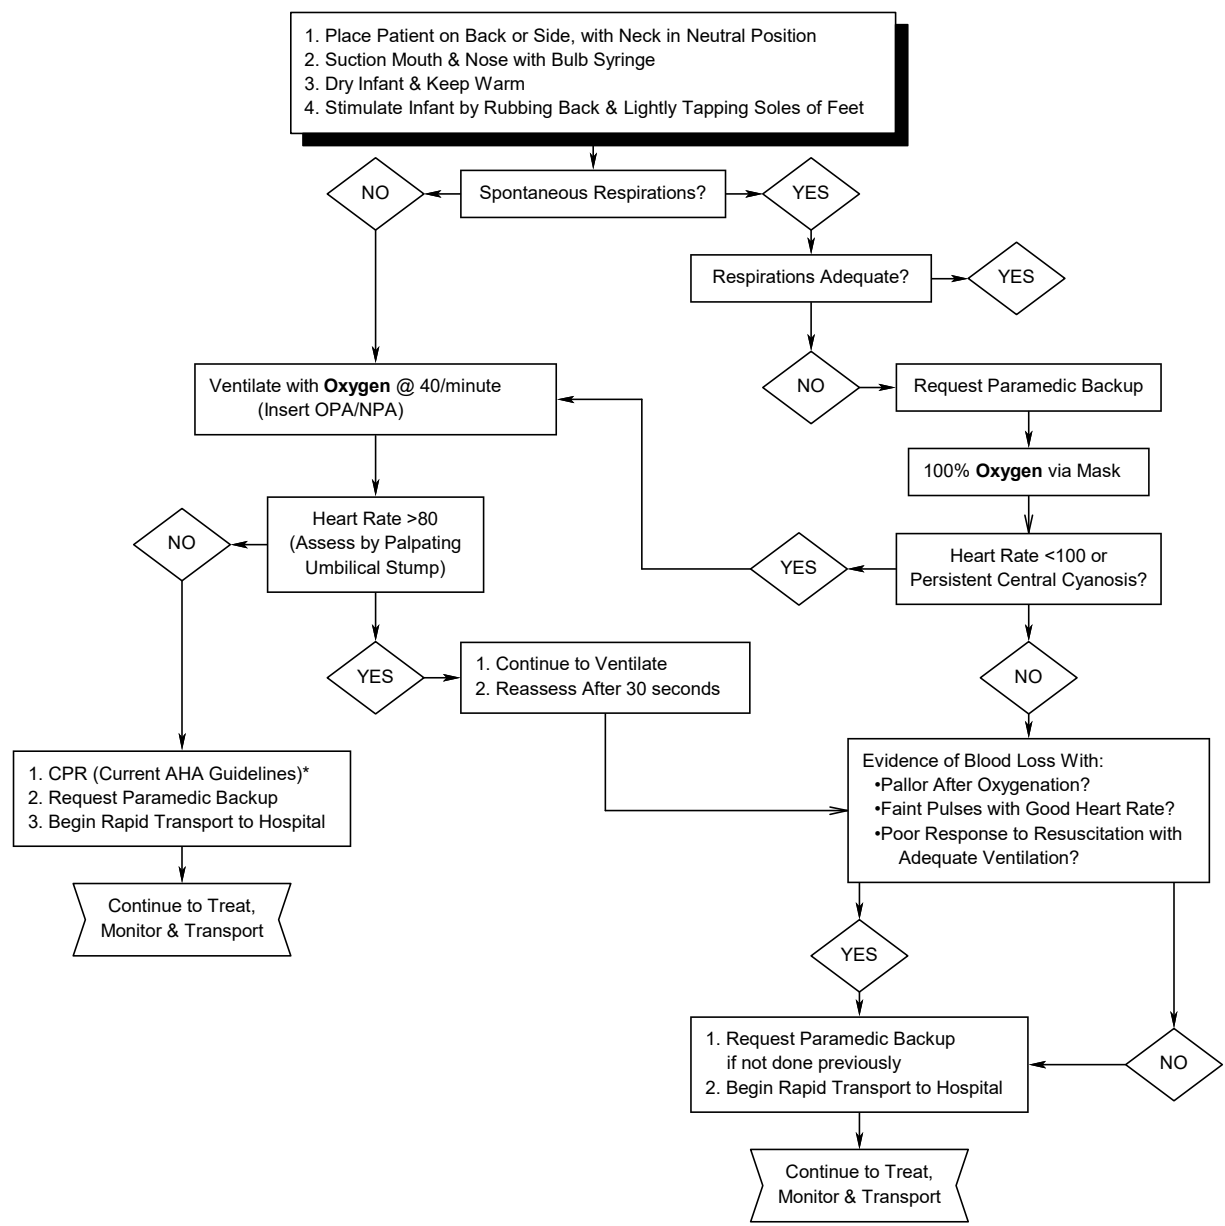 1. Place Patient on Back or Side, with Neck in Neutral Position
2. Suction Mouth & Nose with Bulb Syringe
3. Dry Infant & Keep Warm
4. Stimulate Infant by Rubbing Back & Lightly Tapping Soles of Feet
NO
Spontaneous Respirations?
YES
Respirations Adequate?
YES
NO
Request Paramedic Backup
Ventilate with Oxygen @ 40/minute
(Insert OPA/NPA)
100% Oxygen via Mask
NO
Heart Rate >80
(Assess by Palpating
Umbilical Stump)
YES
Heart Rate <100 or
Persistent Central Cyanosis?
YES
1. Continue to Ventilate
2. Reassess After 30 seconds
NO
1. CPR (Current AHA Guidelines)*
2. Request Paramedic Backup
3. Begin Rapid Transport to Hospital
Evidence of Blood Loss With:
•Pallor After Oxygenation?
•Faint Pulses with Good Heart Rate?
•Poor Response to Resuscitation with
Adequate Ventilation?
Continue to Treat,
Monitor & Transport
YES
1. Request Paramedic Backup
if not done previously
2. Begin Rapid Transport to Hospital
NO
Continue to Treat,
Monitor & Transport